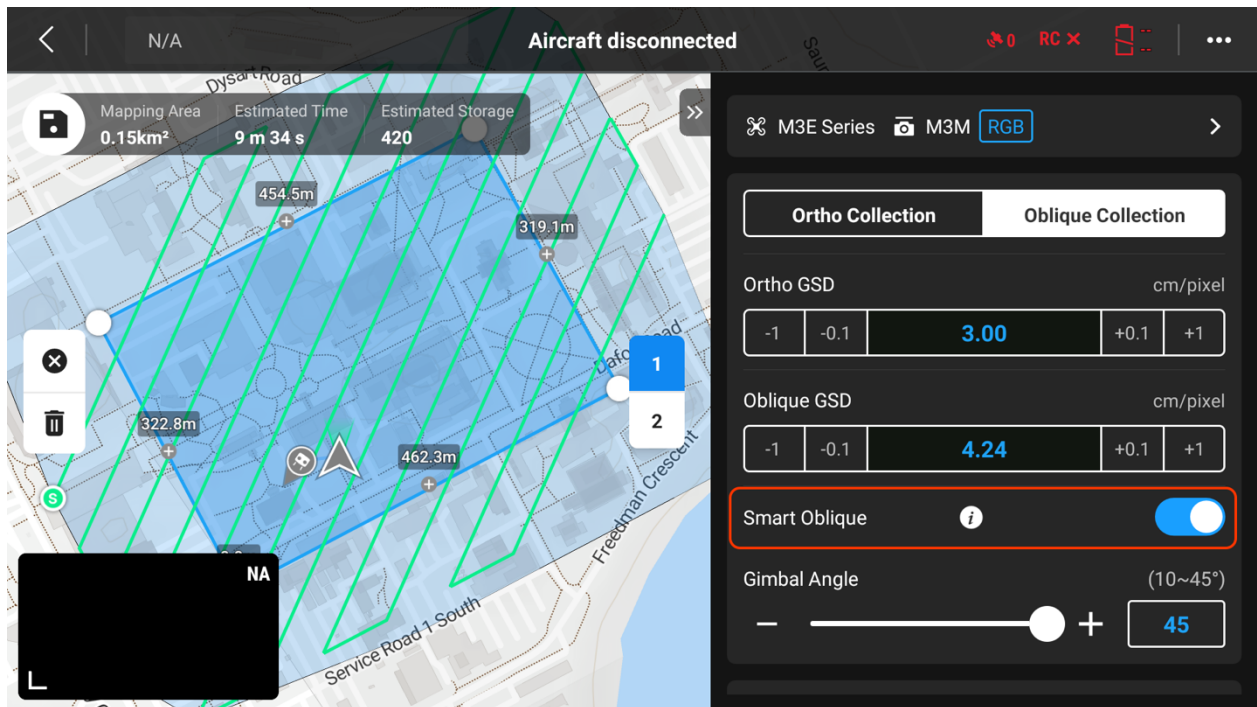 N/A
Aircraft disconnected
0 RC
-- --
Dysart Road
Mapping Area
0.15km²
Estimated Time
9 m 34 s
Estimated Storage
420
454.5m
319.1m
322.8m
462.3m
1
2
S
NA
Freedman Crescent
Service Road 1 South
M3E Series M3M RGB
Ortho Collection Oblique Collection
Ortho GSD cm/pixel
-1 -0.1 3.00 +0.1 +1
Oblique GSD cm/pixel
-1 -0.1 4.24 +0.1 +1
Smart Oblique i
Gimbal Angle (10~45°)
45